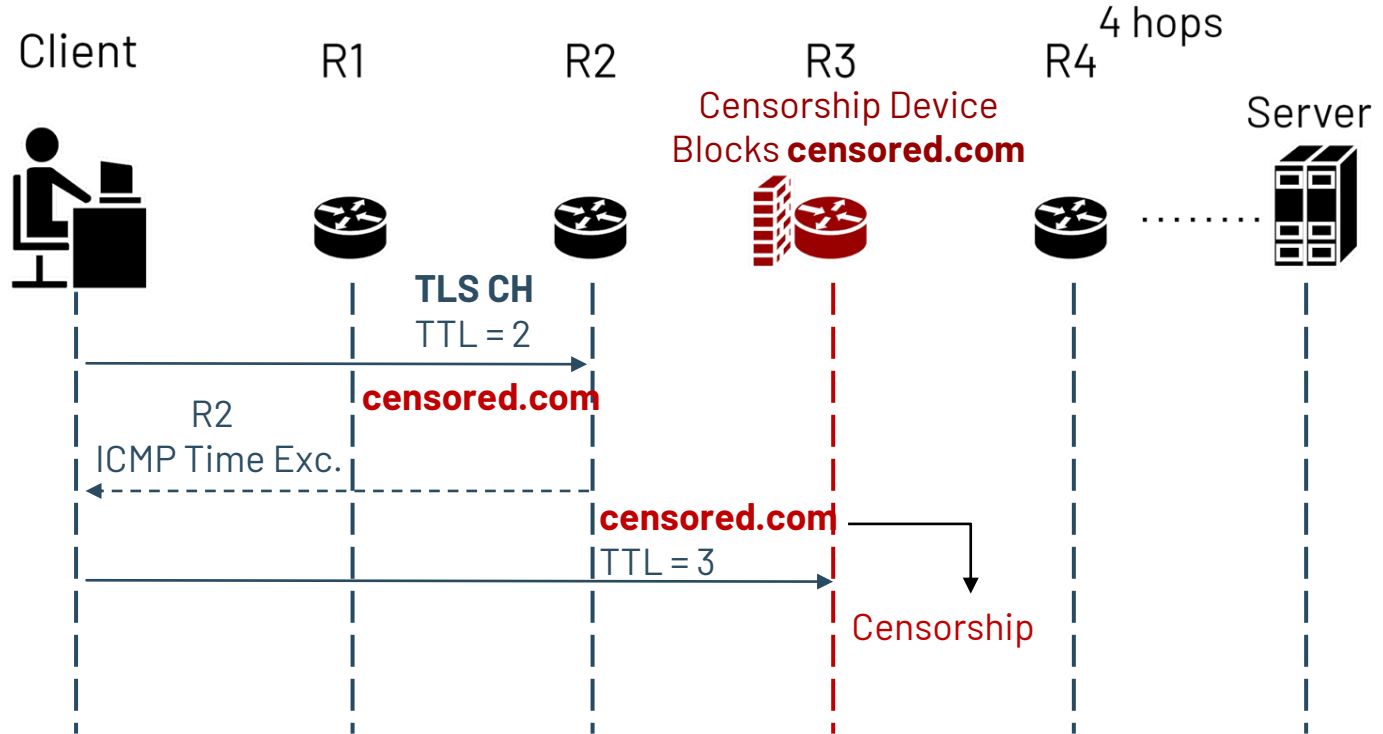 Client
R1
R2
R3
R4
4 hops
Censorship Device
Blocks censored.com
Server
TLS CH
TTL = 2
censored.com
R2
ICMP Time Exc.
censored.com
TTL = 3
Censorship